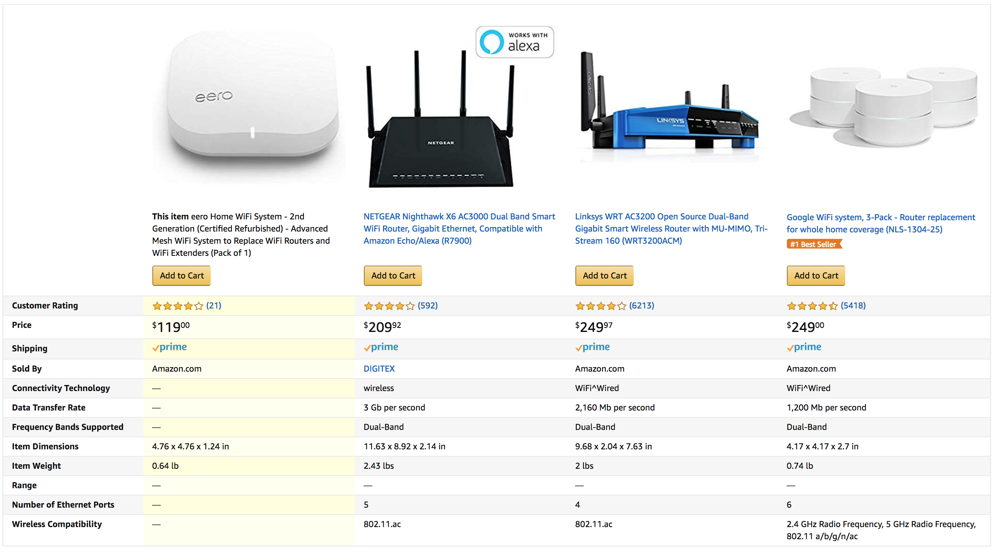 WORKS WITH
alexa
eero
NETGEAR
LINKSYS
LINKSYS
This item eero Home WiFi System - 2nd
Generation (Certified Refurbished) - Advanced
Mesh WiFi System to Replace WiFi Routers and
WiFi Extenders (Pack of 1)
NETGEAR Nighthawk X6 AC3000 Dual Band Smart
WiFi Router, Gigabit Ethernet, Compatible with
Amazon Echo/Alexa (R7900)
Linksys WRT AC3200 Open Source Dual-Band
Gigabit Smart Wireless Router with MU-MIMO, Tri-
Stream 160 (WRT3200ACM)
Google WiFi system, 3-Pack - Router replacement
for whole home coverage (NLS-1304-25)
#1 Best Seller
Add to Cart Add to Cart Add to Cart Add to Cart
Customer Rating (21) (592) (6213) (5418)
Price $11900 $20992 $24997 $24900
Shipping prime prime prime prime
Sold By Amazon.com DIGITEX Amazon.com Amazon.com
Connectivity Technology — wireless WiFi^Wired WiFi^Wired
Data Transfer Rate — 3 Gb per second 2,160 Mb per second 1,200 Mb per second
Frequency Bands Supported — Dual-Band Dual-Band Dual-Band
Item Dimensions 4.76 x 4.76 x 1.24 in 11.63 x 8.92 x 2.14 in 9.68 x 2.04 x 7.63 in 4.17 x 4.17 x 2.7 in
Item Weight 0.64 lb 2.43 lbs 2 lbs 0.74 lb
Range — — — —
Number of Ethernet Ports — 5 4 6
Wireless Compatibility — 802.11.ac 802.11.ac 2.4 GHz Radio Frequency, 5 GHz Radio Frequency,
802.11 a/b/g/n/ac